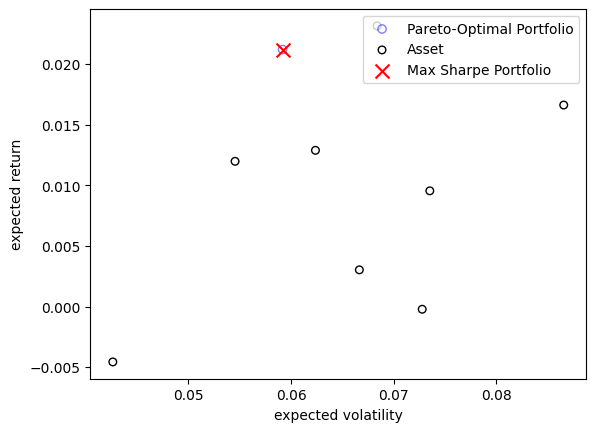 Pareto-Optimal Portfolio
Asset
Max Sharpe Portfolio
0.020
0.015
0.010
0.005
0.000
−0.005
expected return
0.05 0.06 0.07 0.08
expected volatility